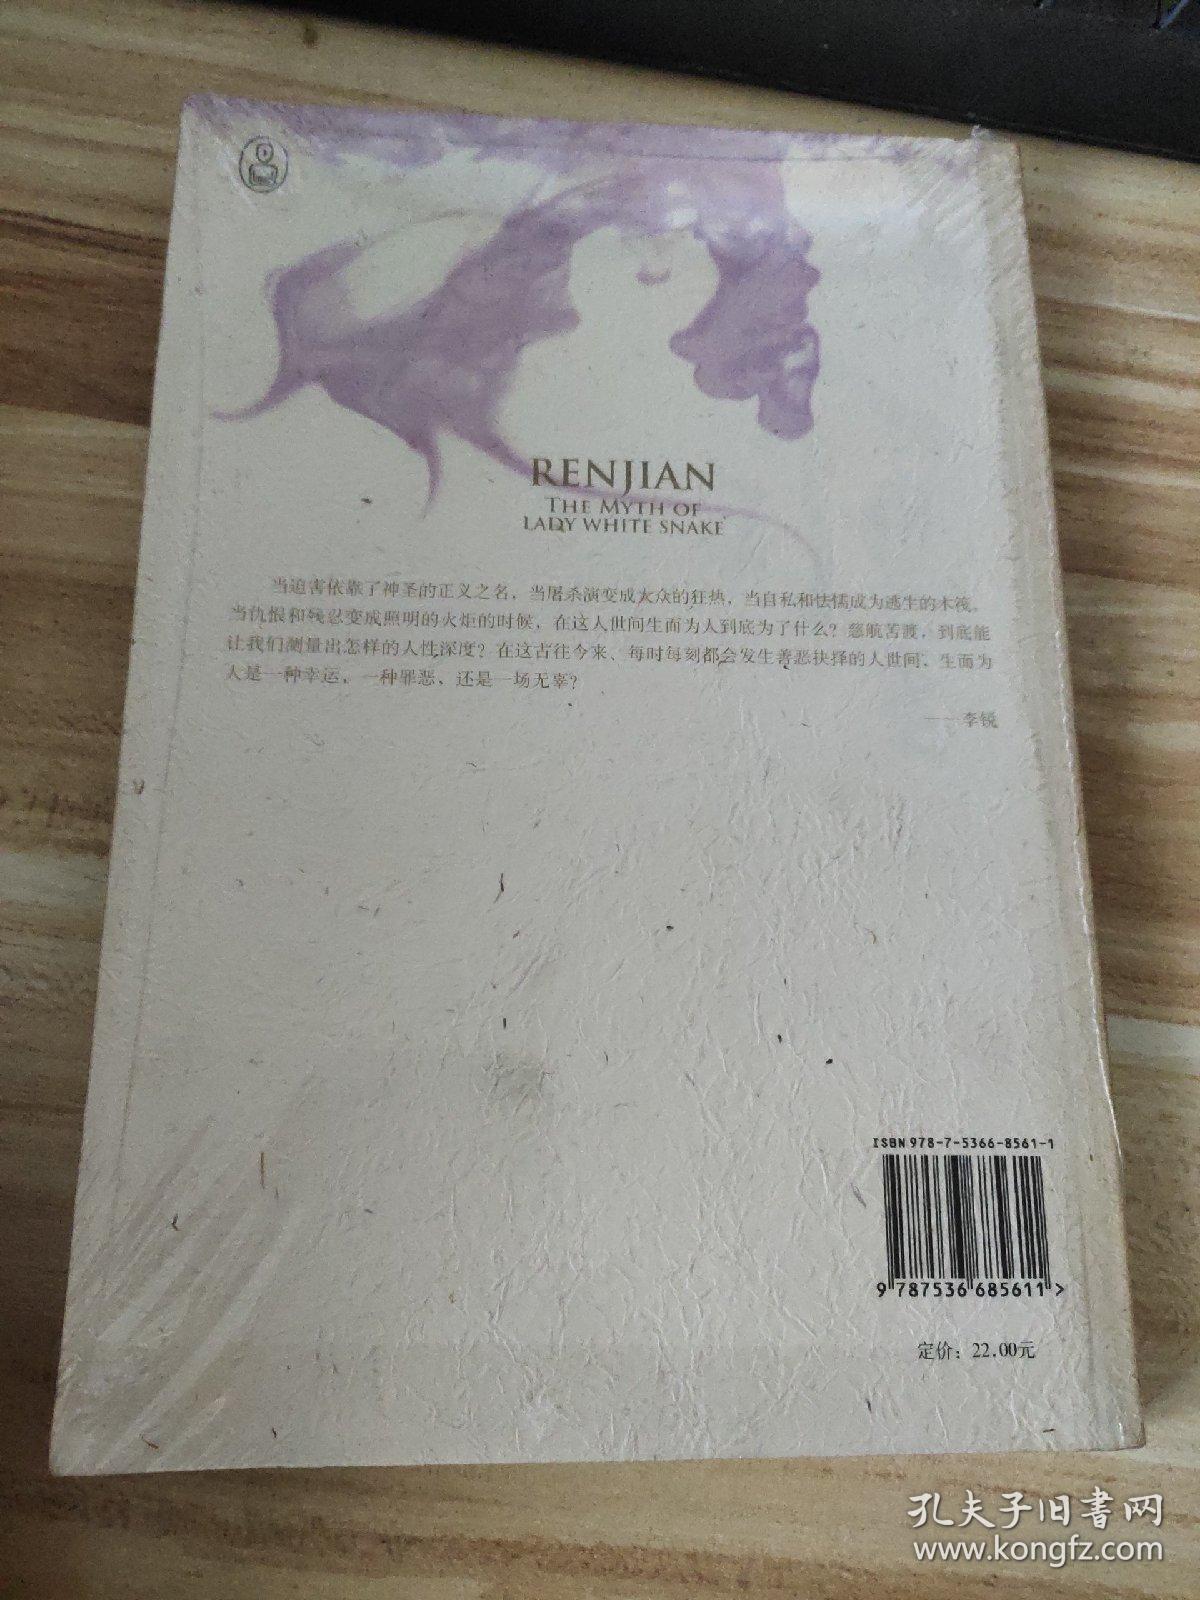 RENJIAN
THE MYTH OF
LADY WHITE SNAKE
当迫害依靠了神圣的正义之名，当屠杀演变成大众的狂热，当自私和怯懦成为逃生的木筏，
当仇恨和残忍变成照明的火炬的时候，在这人世间生而为人到底为了什么？慈航苦渡，到底能
让我们测量出怎样的人性深度？在这古往今来、每时每刻都会发生善恶抉择的人世间，生而为
人是一种幸运，一种罪恶，还是一场无辜？
——李锐
ISBN 978-7-5366-8561-1
9 787536 685611 >
定价：22.00元
孔夫子旧书网
www.kongfz.com